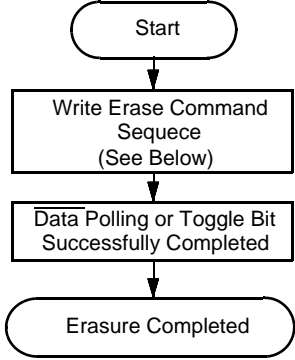 Start
Write Erase Command
Sequece
(See Below)
Data Polling or Toggle Bit
Successfully Completed
Erasure Completed